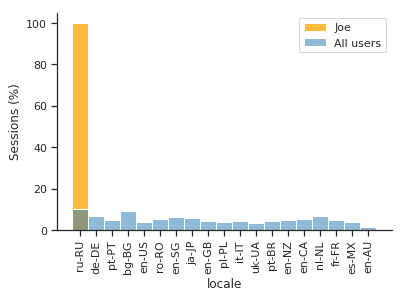 Joe
All users
Sessions (%)
100
80
60
40
20
0
ru-RU
de-DE
pt-PT
bg-BG
en-US
ro-RO
en-SG
ja-JP
en-GB
pl-PL
it-IT
uk-UA
pt-BR
en-NZ
en-CA
nl-NL
fr-FR
es-MX
en-AU
locale